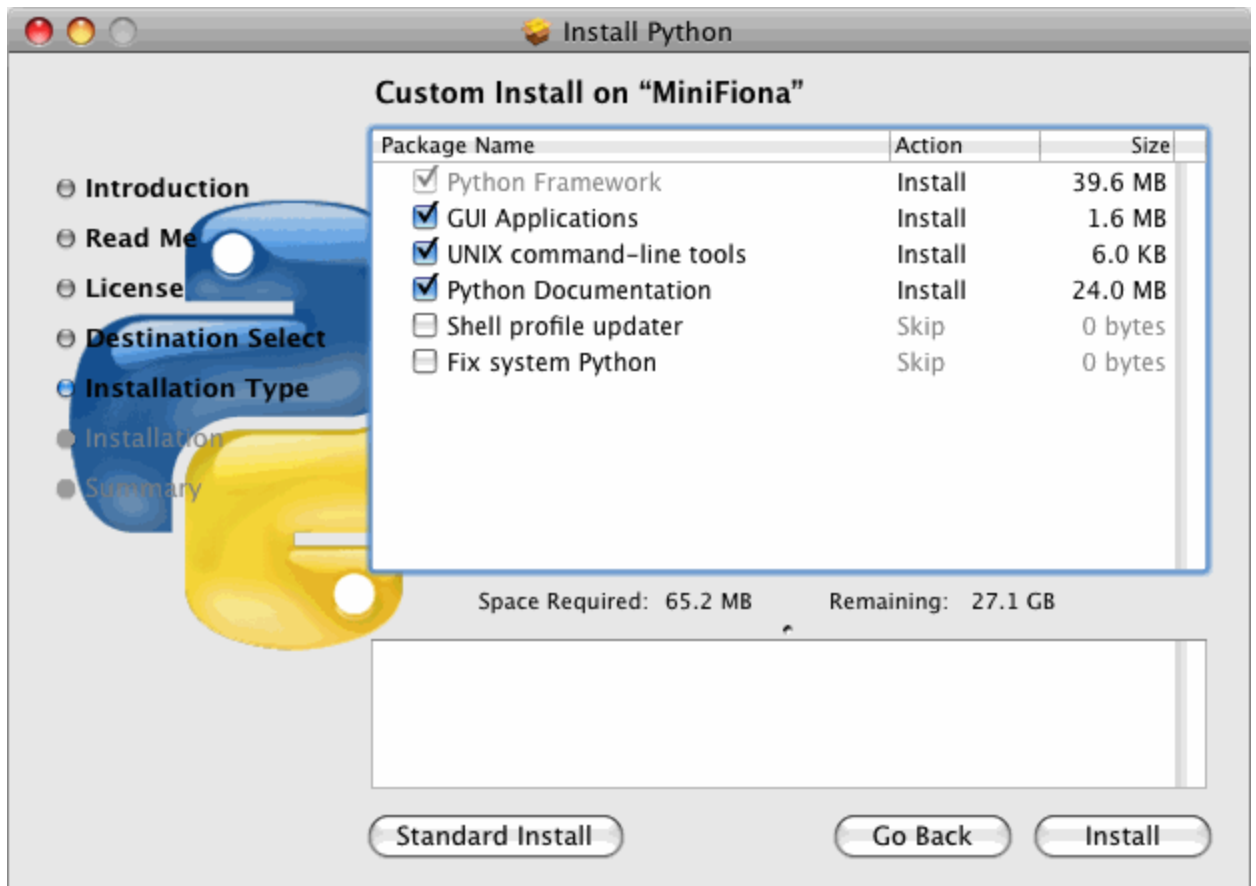 Install Python
Custom Install on “MiniFiona”
Introduction
Read Me
License
Destination Select
Installation Type
Installation
Summary
Package Name Action Size
Python Framework Install 39.6 MB
GUI Applications Install 1.6 MB
UNIX command-line tools Install 6.0 KB
Python Documentation Install 24.0 MB
Shell profile updater Skip 0 bytes
Fix system Python Skip 0 bytes
Space Required: 65.2 MB Remaining: 27.1 GB
Standard Install Go Back Install